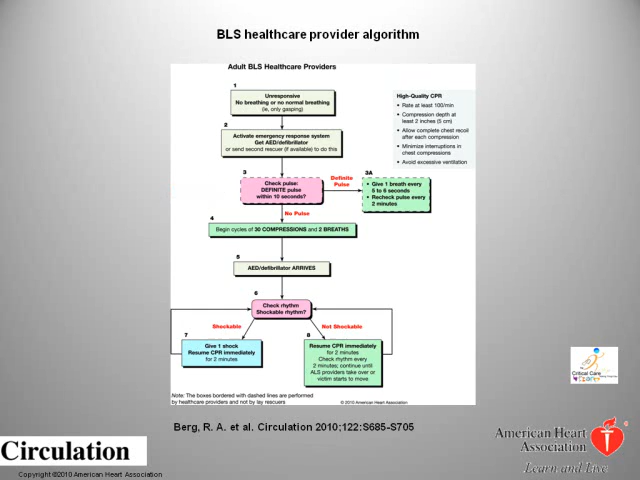 BLS healthcare provider algorithm
Adult BLS Healthcare Providers
1
Unresponsive
No breathing or no normal breathing
(ie, only gasping)
High-Quality CPR
• Rate at least 100/min
• Compression depth at
least 2 inches (5 cm)
• Allow complete chest recoil
after each compression
• Minimize interruptions in
chest compressions
• Avoid excessive ventilation
2
Activate emergency response system
Get AED/defibrillator
or send second rescuer (if available) to do this
3
Check pulse:
DEFINITE pulse
within 10 seconds?
Definite
Pulse
3A
• Give 1 breath every
5 to 6 seconds
• Recheck pulse every
2 minutes
No Pulse
4
Begin cycles of 30 COMPRESSIONS and 2 BREATHS
5
AED/defibrillator ARRIVES
6
Check rhythm
Shockable rhythm?
Shockable
Not Shockable
7
Give 1 shock
Resume CPR immediately
for 2 minutes
8
Resume CPR immediately
for 2 minutes
Check rhythm every
2 minutes; continue until
ALS providers take over or
victim starts to move
Note: The boxes bordered with dashed lines are performed
by healthcare providers and not by lay rescuers
© 2010 American Heart Association
Critical Care
Berg, R. A. et al. Circulation 2010;122:S685-S705
Circulation
American Heart
Association
Learn and Live
Copyright ©2010 American Heart Association